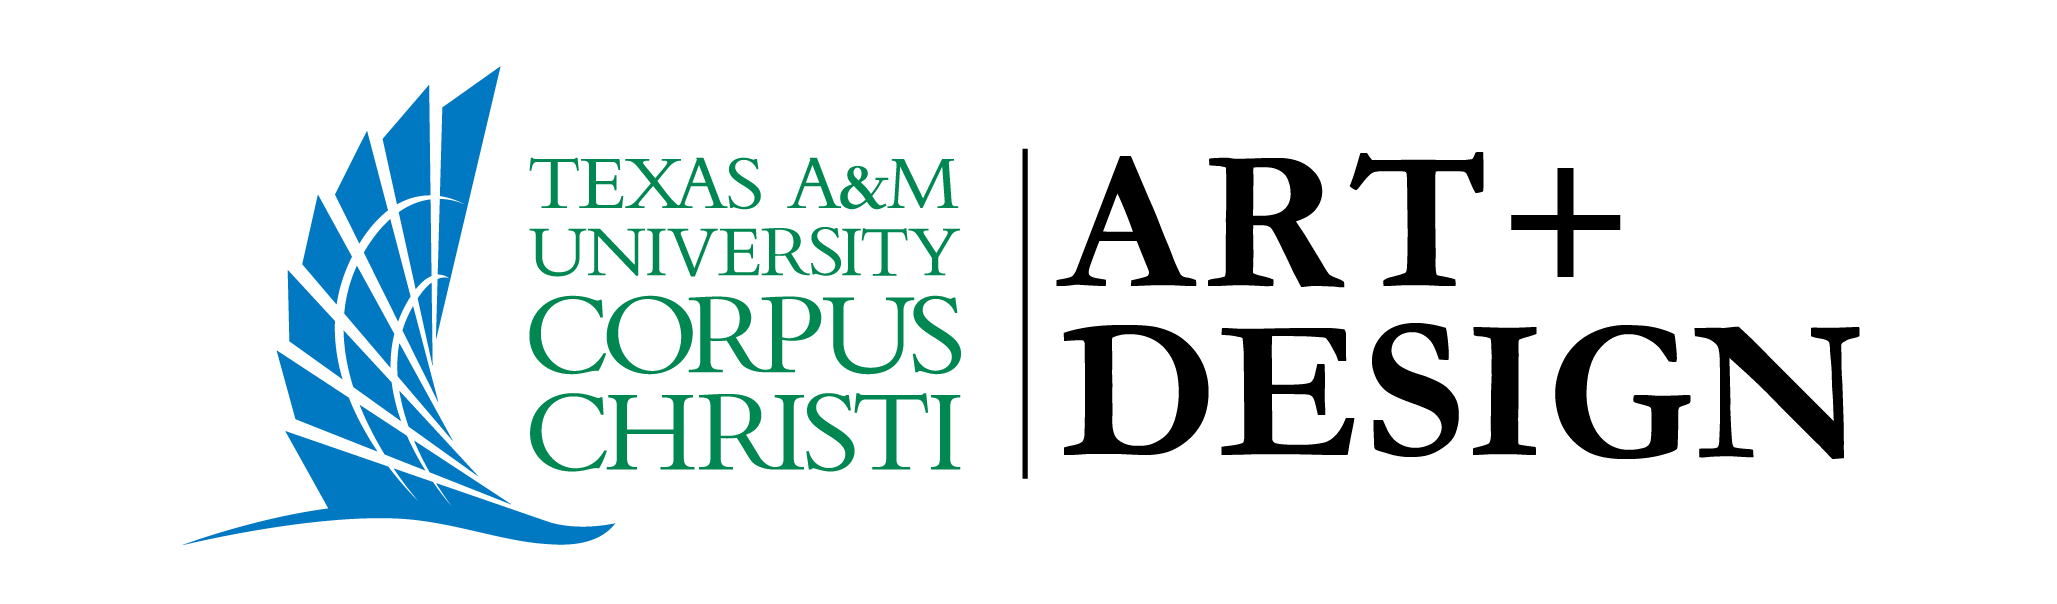 TEXAS A&M
UNIVERSITY
CORPUS
CHRISTI
ART+
DESIGN